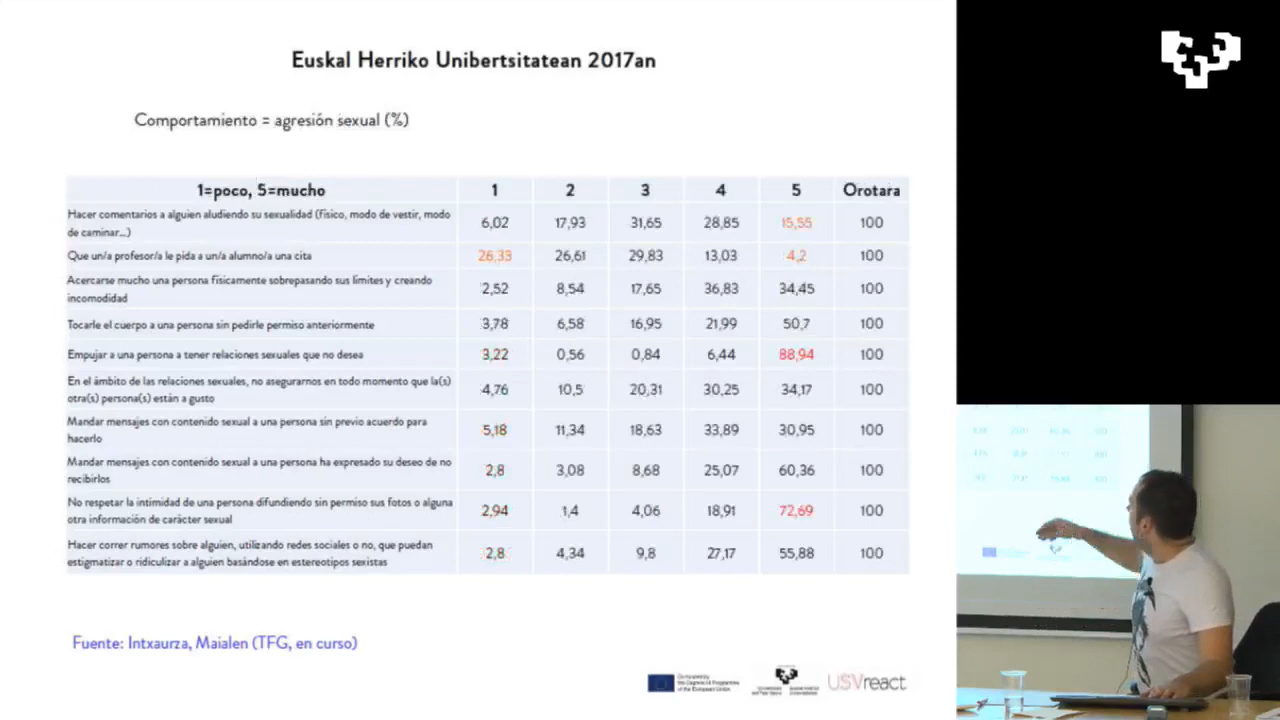 Euskal Herriko Unibertsitatean 2017an
Comportamiento = agresión sexual (%)
1=poco, 5=mucho 1 2 3 4 5 Orotara
Hacer comentarios a alguien aludiendo su sexualidad (físico, modo de vestir, modo
de caminar...) 6,02 17,93 31,65 28,85 15,55 100
Que un/a profesor/a le pida a un/a alumno/a una cita 26,33 26,61 29,83 13,03 4,2 100
Acercarse mucho una persona físicamente sobrepasando sus límites y creando
incomodidad 2,52 8,54 17,65 36,83 34,45 100
Tocarle el cuerpo a una persona sin pedirle permiso anteriormente 3,78 6,58 16,95 21,99 50,7 100
Empujar a una persona a tener relaciones sexuales que no desea 3,22 0,56 0,84 6,44 88,94 100
En el ámbito de las relaciones sexuales, no asegurarnos en todo momento que la(s)
otra(s) persona(s) están a gusto 4,76 10,5 20,31 30,25 34,17 100
Mandar mensajes con contenido sexual a una persona sin previo acuerdo para
hacerlo 5,18 11,34 18,63 33,89 30,95 100
Mandar mensajes con contenido sexual a una persona ha expresado su deseo de no
recibirlos 2,8 3,08 8,68 25,07 60,36 100
No respetar la intimidad de una persona difundiendo sin permiso sus fotos o alguna
otra información de carácter sexual 2,94 1,4 4,06 18,91 72,69 100
Hacer correr rumores sobre alguien, utilizando redes sociales o no, que puedan
estigmatizar o ridiculizar a alguien basándose en estereotipos sexistas 2,8 4,34 9,8 27,17 55,88 100
Fuente: Intxaurza, Maialen (TFG, en curso)
of the European Union
USVreact